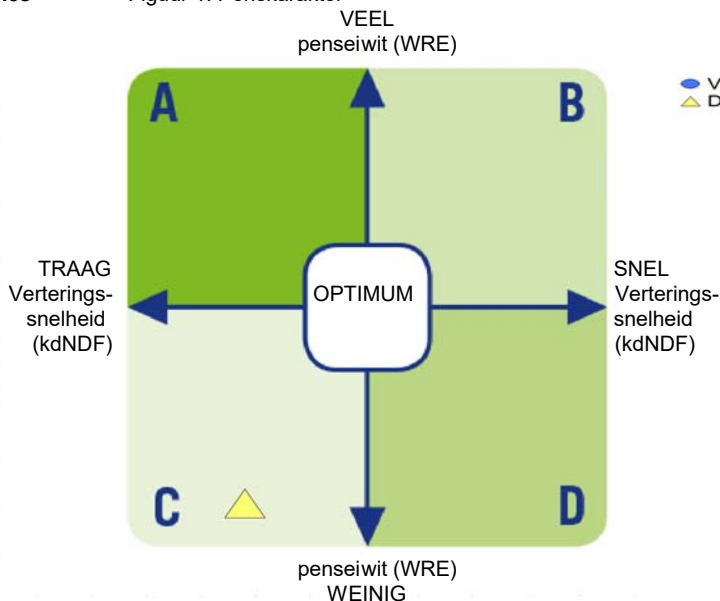 VEEL
penseiwit (WRE)
A
B
TRAAG
Verterings-
snelheid
(kdNDF)
OPTIMUM
SNEL
Verterings-
snelheid
(kdNDF)
C
D
penseiwit (WRE)
WEINIG